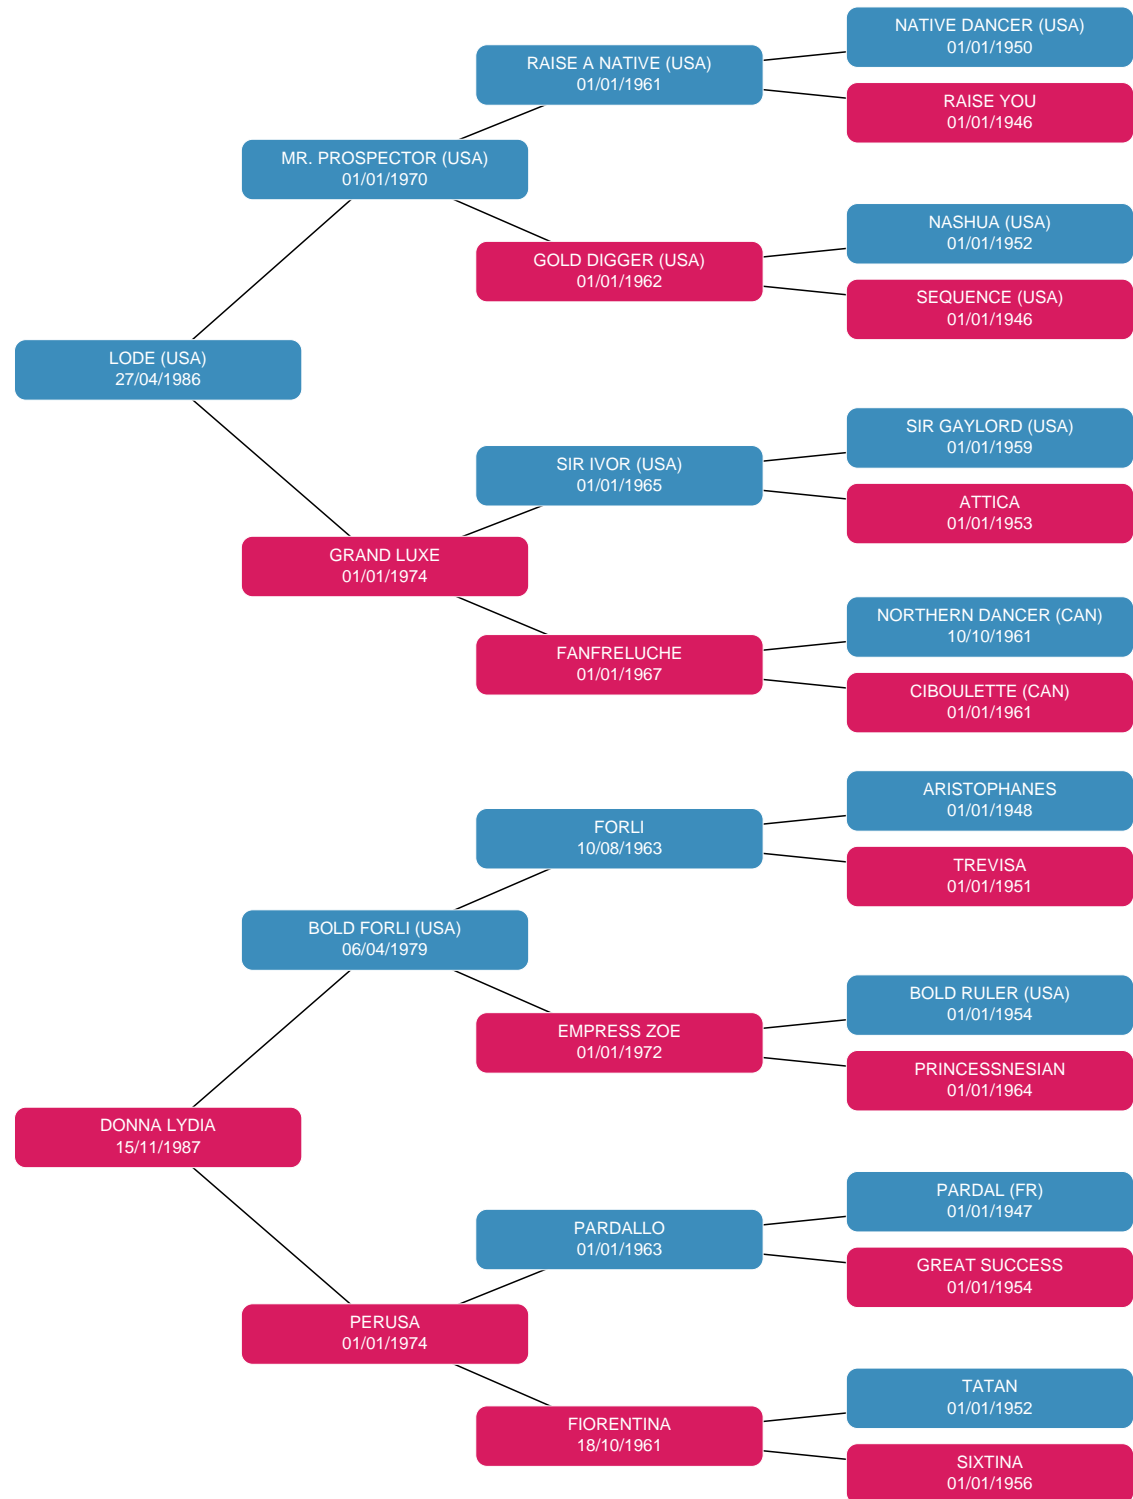 NATIVE DANCER (USA)
01/01/1950
RAISE A NATIVE (USA)
01/01/1961
RAISE YOU
01/01/1946
MR. PROSPECTOR (USA)
01/01/1970
NASHUA (USA)
01/01/1952
GOLD DIGGER (USA)
01/01/1962
SEQUENCE (USA)
01/01/1946
LODE (USA)
27/04/1986
SIR GAYLORD (USA)
01/01/1959
SIR IVOR (USA)
01/01/1965
ATTICA
01/01/1953
GRAND LUXE
01/01/1974
NORTHERN DANCER (CAN)
10/10/1961
FANFRELUCHE
01/01/1967
CIBOULETTE (CAN)
01/01/1961
ARISTOPHANES
01/01/1948
FORLI
10/08/1963
TREVISA
01/01/1951
BOLD FORLI (USA)
06/04/1979
BOLD RULER (USA)
01/01/1954
EMPRESS ZOE
01/01/1972
PRINCESSNESIAN
01/01/1964
DONNA LYDIA
15/11/1987
PARDAL (FR)
01/01/1947
PARDALLO
01/01/1963
GREAT SUCCESS
01/01/1954
PERUSA
01/01/1974
TATAN
01/01/1952
FIORENTINA
18/10/1961
SIXTINA
01/01/1956